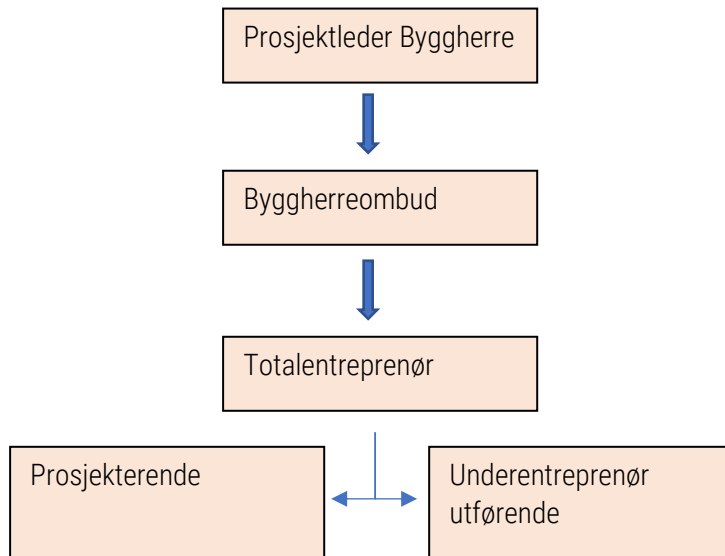 Prosjektleder Byggherre
Byggherreombud
Totalentreprenør
Prosjekterende
Underentreprenør
utførende